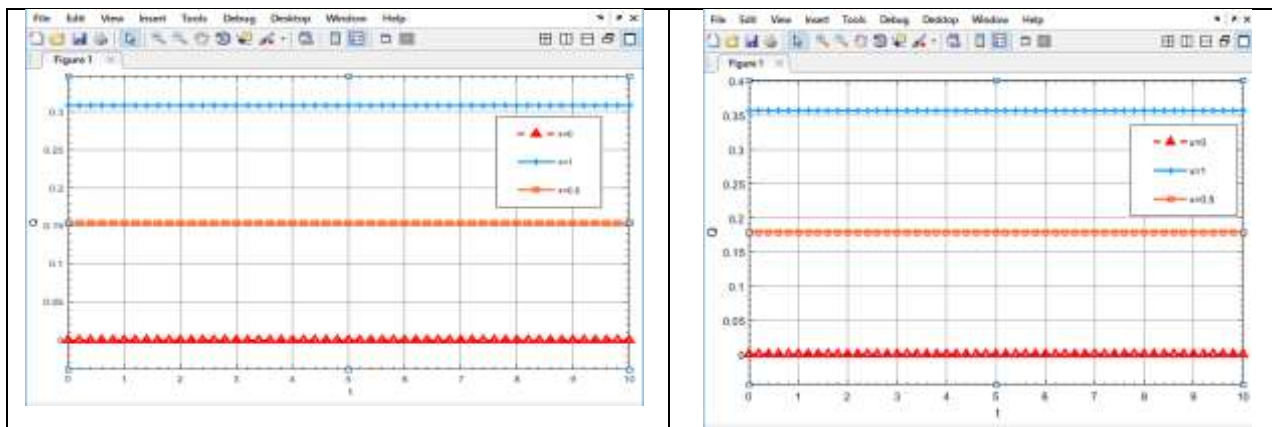 File Edit View Insert Tools Debug Desktop Window Help
Figure 1
0.3
0.25
0.2
0.15
0.1
0.05
0
Q
x=0
x=1
x=0.5
0 1 2 3 4 5 6 7 8 9 10
t
File Edit View Insert Tools Debug Desktop Window Help
Figure 1
0.4
0.35
0.3
0.25
0.2
0.15
0.1
0.05
0
Q
x=0
x=1
x=0.5
0 1 2 3 4 5 6 7 8 9 10
t